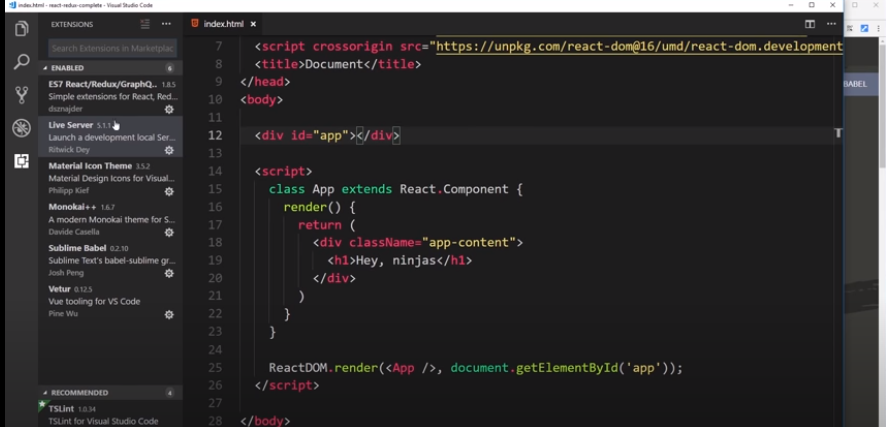 index.html - react-redux-complete - Visual Studio Code
EXTENSIONS
Search Extensions in Marketplac
ENABLED 6
ES7 React/Redux/GraphQ... 1.8.5
Simple extensions for React, Red...
dsznajder
Live Server 5.1.1
Launch a development local Ser...
Ritwick Dey
Material Icon Theme 3.5.2
Material Design Icons for Visual...
Philipp Kief
Monokai++ 1.6.7
A modern Monokai theme for S...
Davide Casella
Sublime Babel 0.2.10
Sublime Text's babel-sublime gr...
Josh Peng
Vetur 0.12.5
Vue tooling for VS Code
Pine Wu
RECOMMENDED 4
TSLint 1.0.34
TSLint for Visual Studio Code
index.html
7 <script crossorigin src="https://unpkg.com/react-dom@16/umd/react-dom.development
8 <title>Document</title>
9 </head>
10 <body>
11
12 <div id="app"></div>
13
14 <script>
15 class App extends React.Component {
16 render() {
17 return (
18 <div className="app-content">
19 <h1>Hey, ninjas</h1>
20 </div>
21 )
22 }
23 }
24
25 ReactDOM.render(<App />, document.getElementById('app'));
26 </script>
27
28 </body>
BABEL